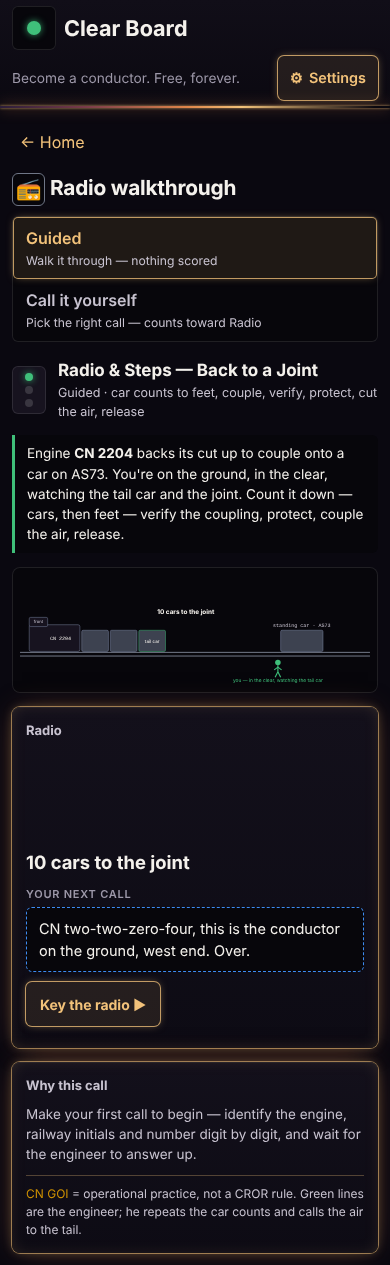 Clear Board
Become a conductor. Free, forever.
⚙ Settings
← Home
📻 Radio walkthrough
Guided
Walk it through — nothing scored
Call it yourself
Pick the right call — counts toward Radio
Radio & Steps — Back to a Joint
Guided · car counts to feet, couple, verify, protect, cut
the air, release
Engine CN 2204 backs its cut up to couple onto a
car on AS73. You're on the ground, in the clear,
watching the tail car and the joint. Count it down —
cars, then feet — verify the coupling, protect, couple
the air, release.
10 cars to the joint
front
CN 2204
tail car
standing car · AS73
you — in the clear, watching the tail car
Radio
10 cars to the joint
YOUR NEXT CALL
CN two-two-zero-four, this is the conductor
on the ground, west end. Over.
Key the radio ▶
Why this call
Make your first call to begin — identify the engine,
railway initials and number digit by digit, and wait for
the engineer to answer up.
CN GOI = operational practice, not a CROR rule. Green lines
are the engineer; he repeats the car counts and calls the air
to the tail.